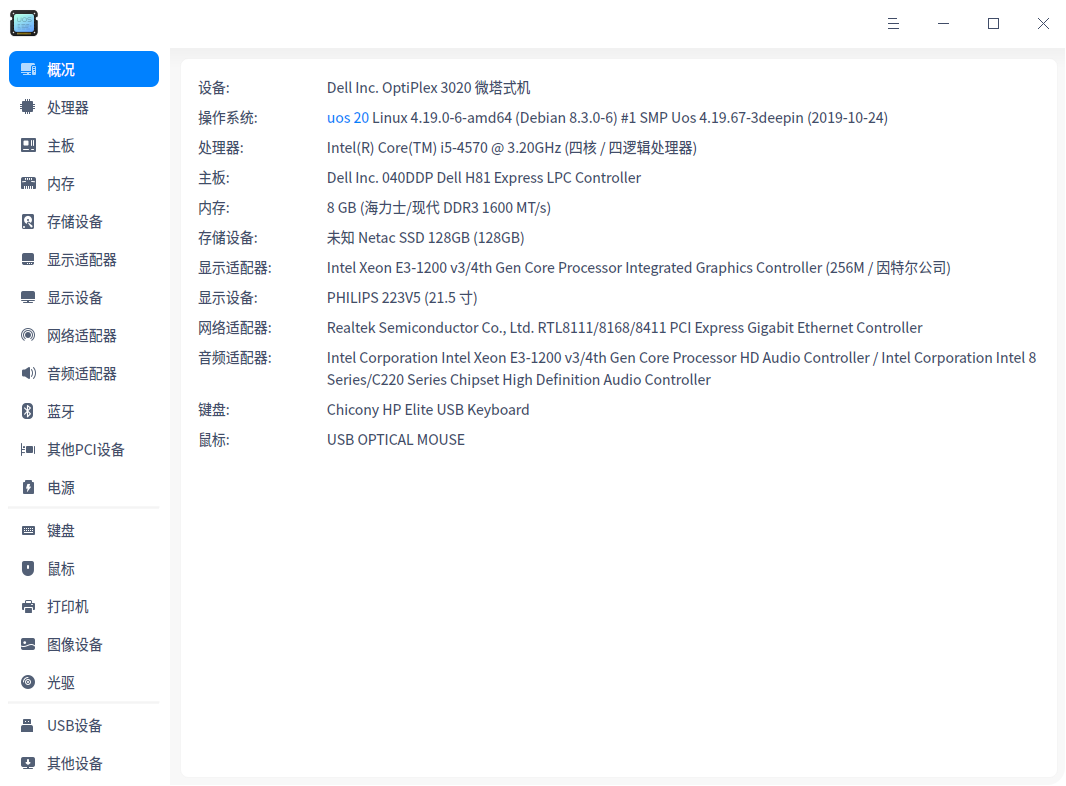 概况
处理器
主板
内存
存储设备
显示适配器
显示设备
网络适配器
音频适配器
蓝牙
其他PCI设备
电源
键盘
鼠标
打印机
图像设备
光驱
USB设备
其他设备
设备: Dell Inc. OptiPlex 3020 微塔式机
操作系统: uos 20 Linux 4.19.0-6-amd64 (Debian 8.3.0-6) #1 SMP Uos 4.19.67-3deepin (2019-10-24)
处理器: Intel(R) Core(TM) i5-4570 @ 3.20GHz (四核 / 四逻辑处理器)
主板: Dell Inc. 040DDP Dell H81 Express LPC Controller
内存: 8 GB (海力士/现代 DDR3 1600 MT/s)
存储设备: 未知 Netac SSD 128GB (128GB)
显示适配器: Intel Xeon E3-1200 v3/4th Gen Core Processor Integrated Graphics Controller (256M / 因特尔公司)
显示设备: PHILIPS 223V5 (21.5 寸)
网络适配器: Realtek Semiconductor Co., Ltd. RTL8111/8168/8411 PCI Express Gigabit Ethernet Controller
音频适配器: Intel Corporation Intel Xeon E3-1200 v3/4th Gen Core Processor HD Audio Controller / Intel Corporation Intel 8
Series/C220 Series Chipset High Definition Audio Controller
键盘: Chicony HP Elite USB Keyboard
鼠标: USB OPTICAL MOUSE